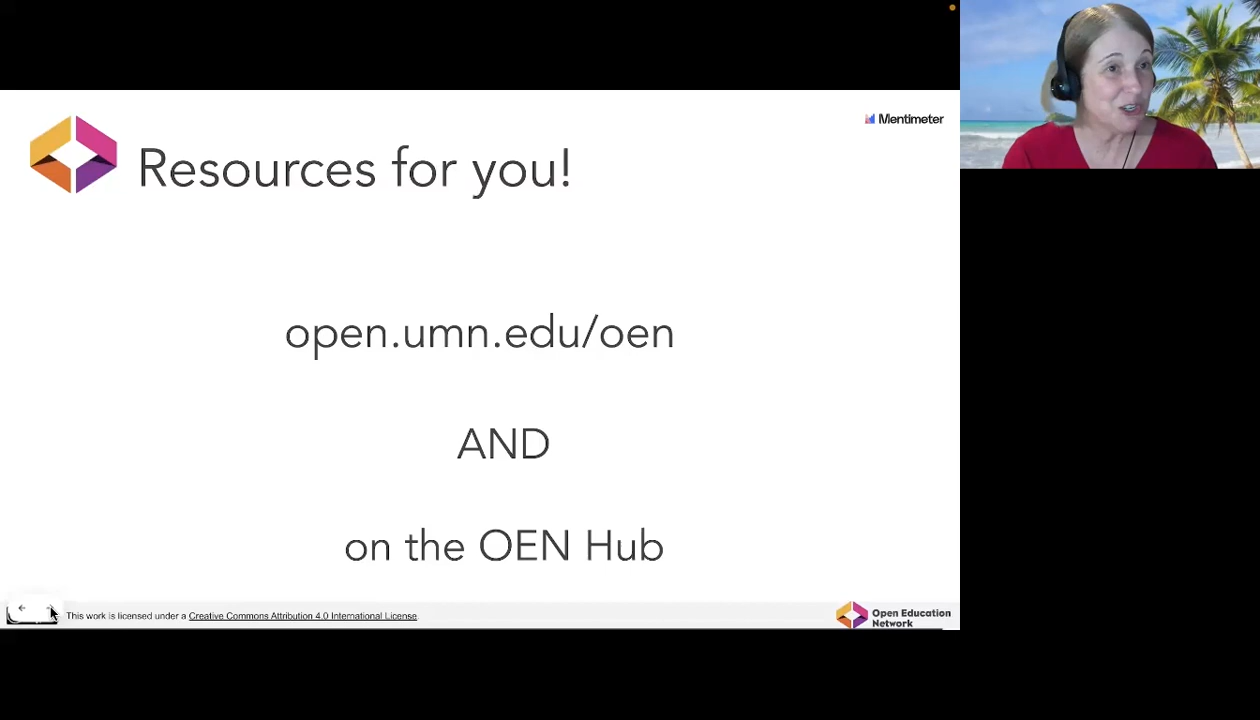 Mentimeter
Resources for you!
open.umn.edu/oen
AND
on the OEN Hub
This work is licensed under a Creative Commons Attribution 4.0 International License.
Open Education
Network